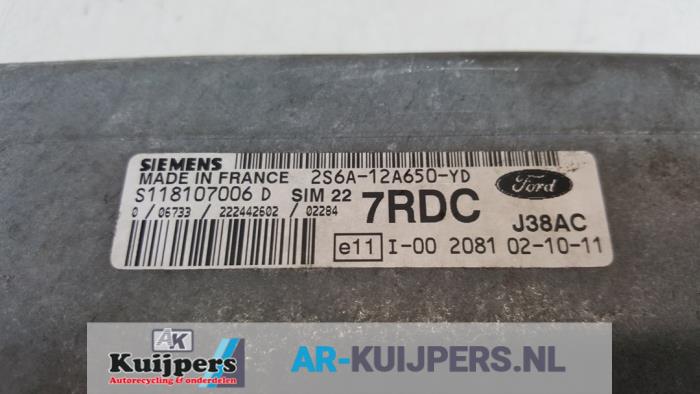 SIEMENS
MADE IN FRANCE 2S6A-12A650-YD
S118107006 D SIM 22
0 / 06733 / 222442602 / 02284
7RDC
Ford
J38AC
e11 I-00 2081 02-10-11
AK
Kuijpers
Autorecycling & onderdelen
AR-KUIJPERS.NL